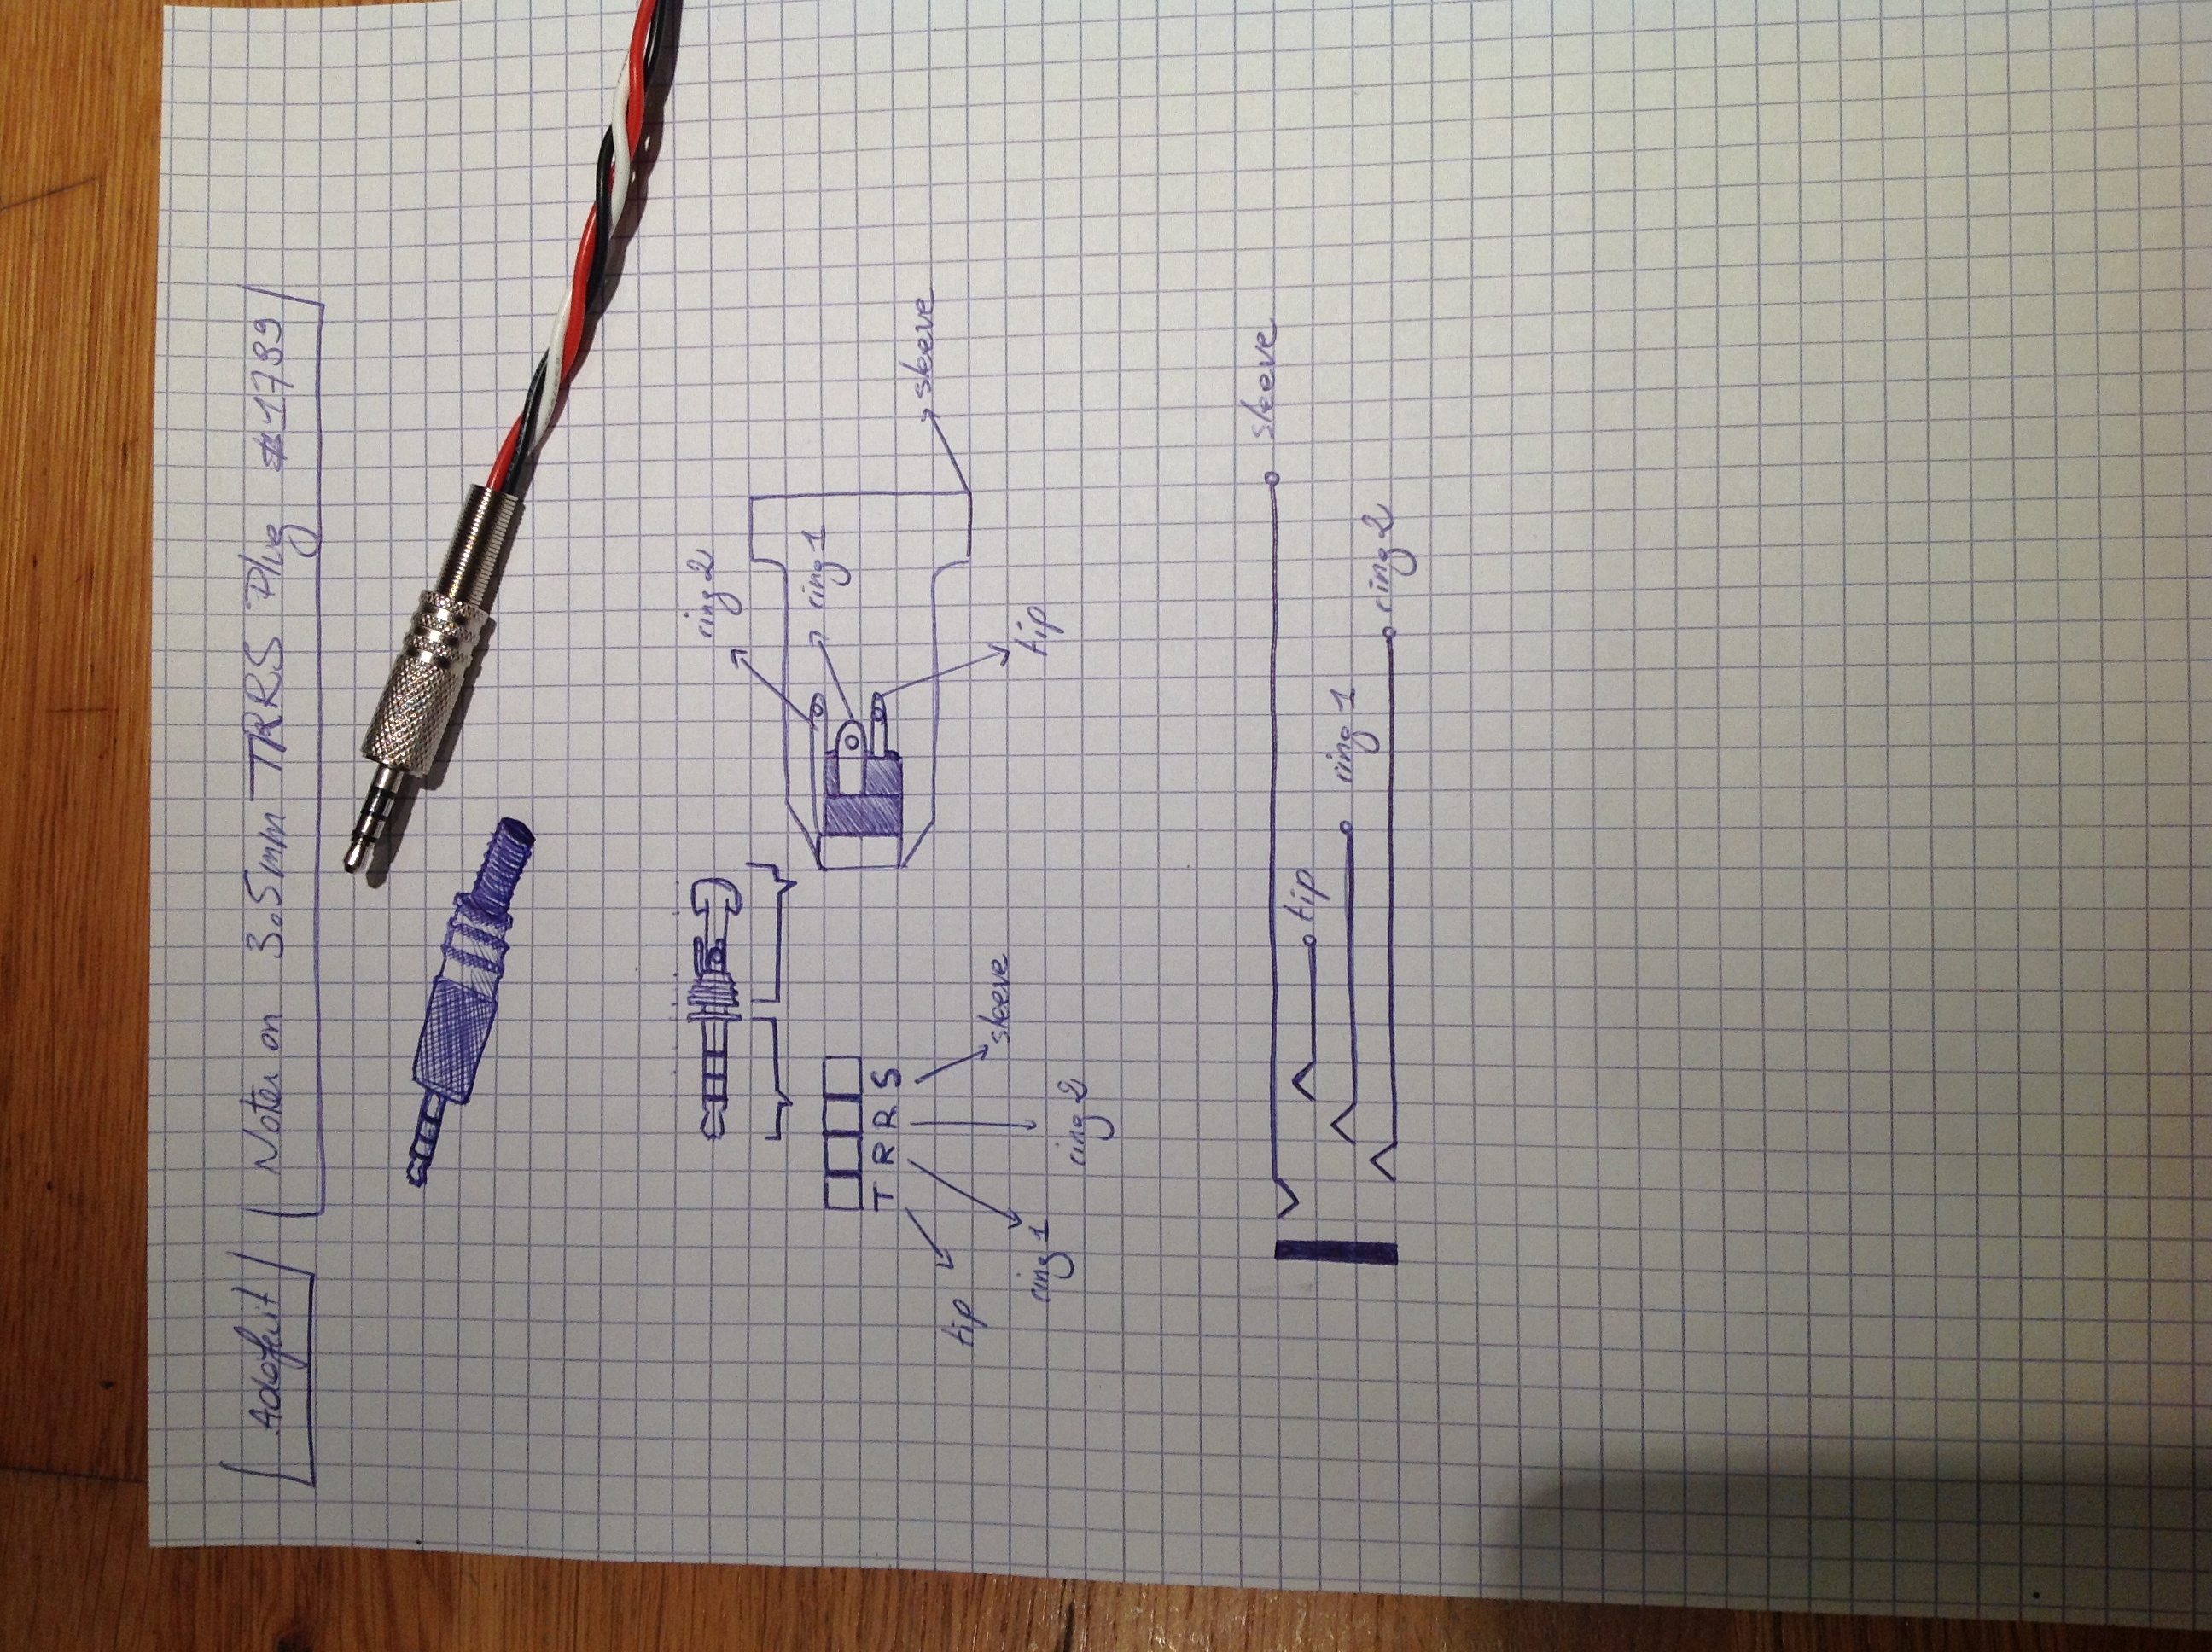 Adafruit Notes on 3.5mm TRRS Plug #1799
ring 2
ring 1
T R R S
sleeve
tip
sleeve
ring 1
tip
ring 2
sleeve
tip
ring 1
ring 2